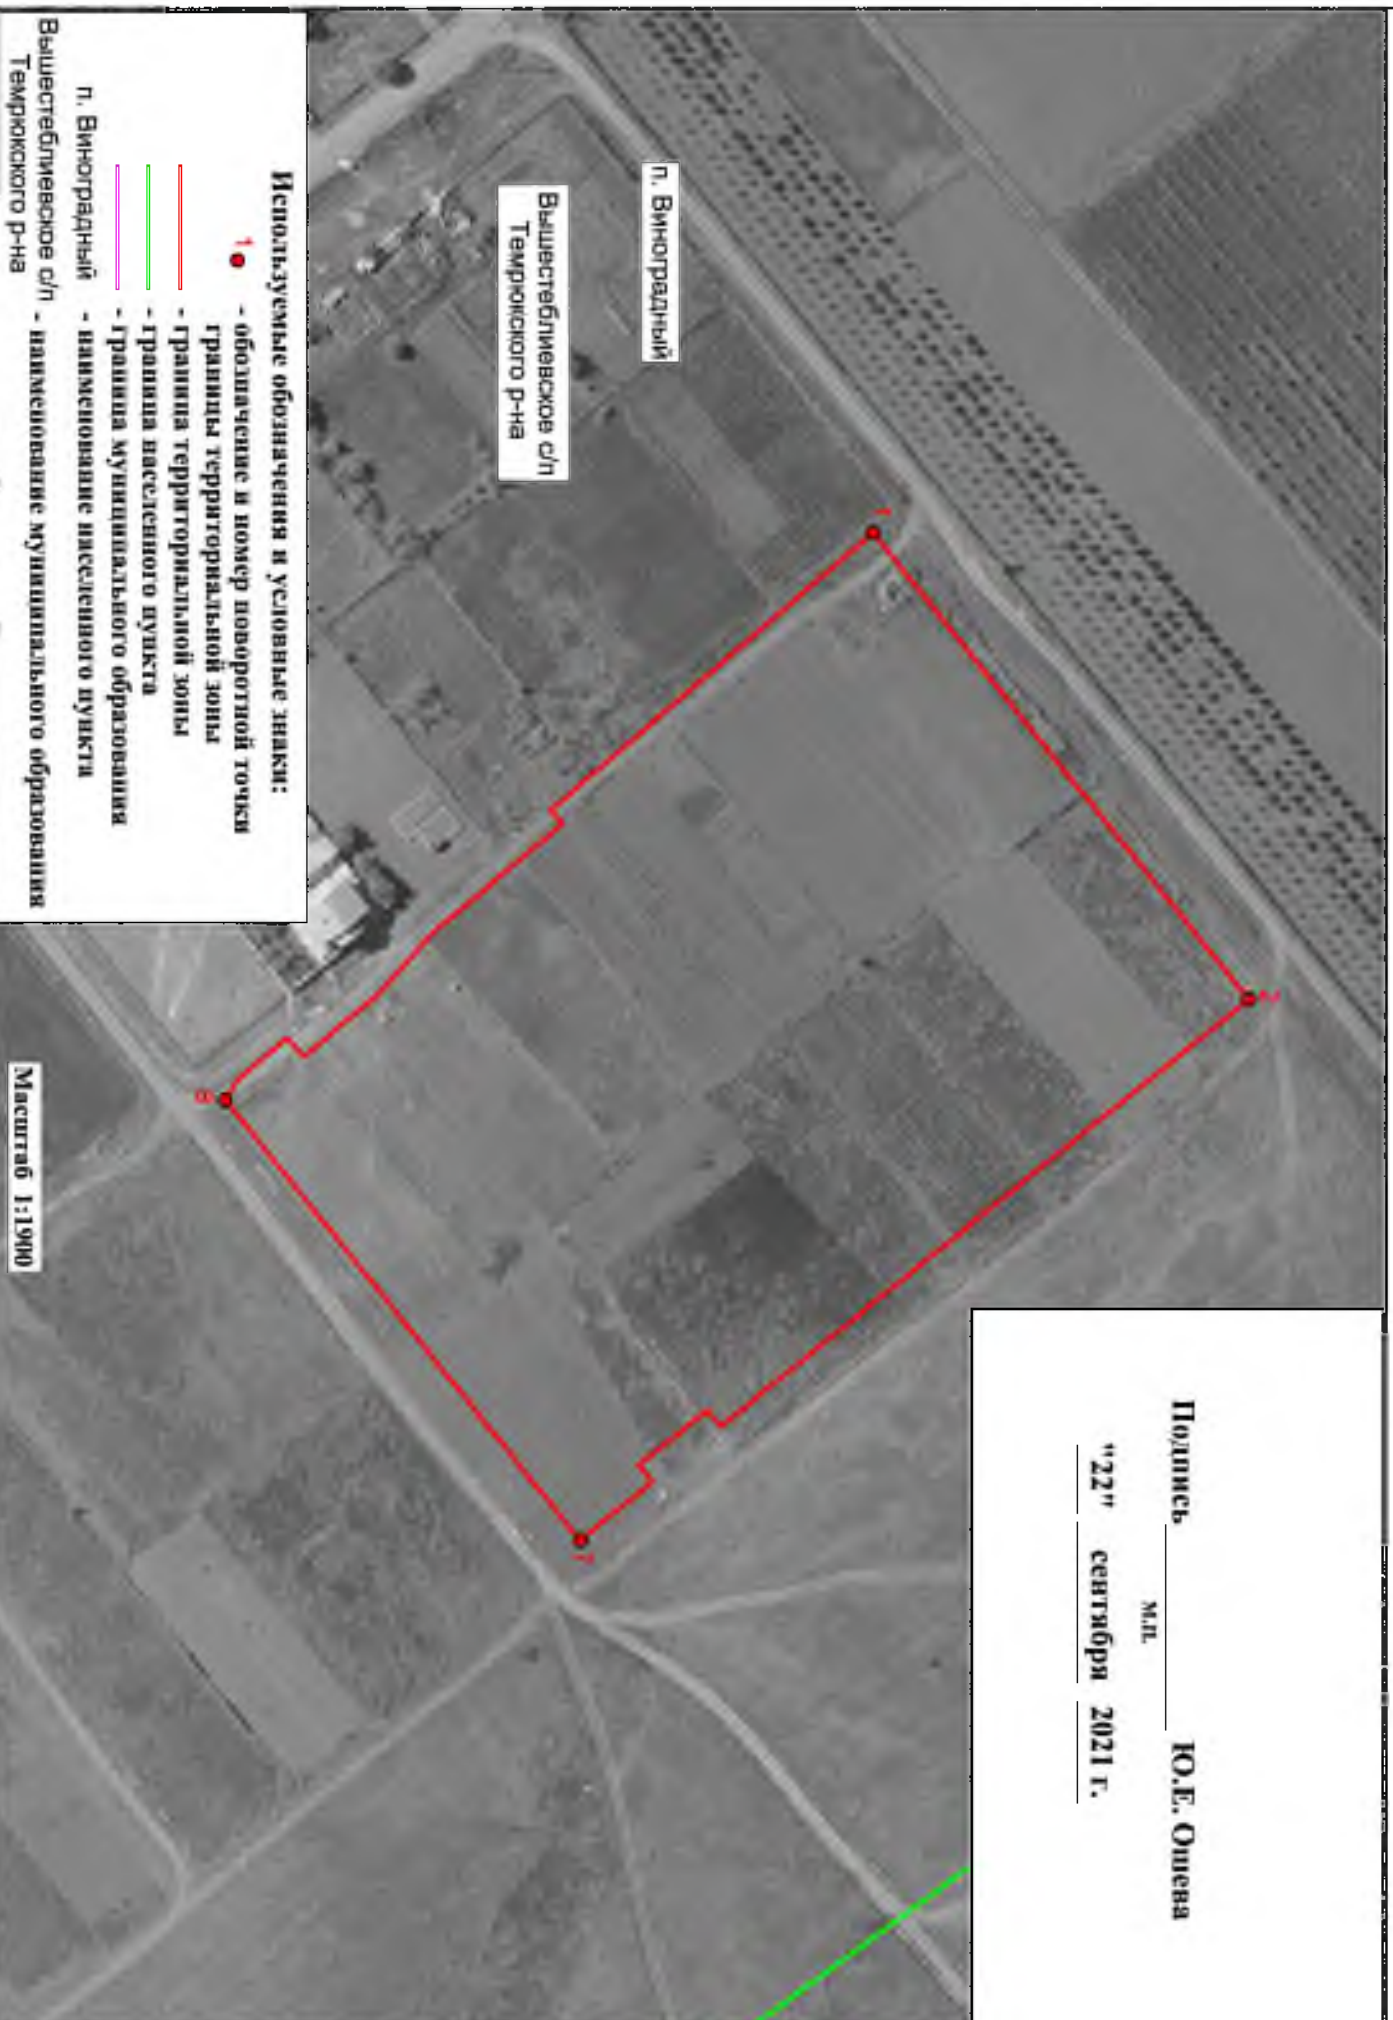 Подпись Ю.Е. Ошева
м.п.
"22" сентября 2021 г.
п. Виноградный
Вышестеблиевское с/п
Темрюкского р-на
1
2
7
8
Используемые обозначения и условные знаки:
1 - обозначение и номер поворотной точки
границы территориальной зоны
- граница территориальной зоны
- граница населенного пункта
- граница муниципального образования
п. Виноградный - наименование населенного пункта
Вышестеблиевское с/п - наименование муниципального образования
Темрюкского р-на
Масштаб 1:1900